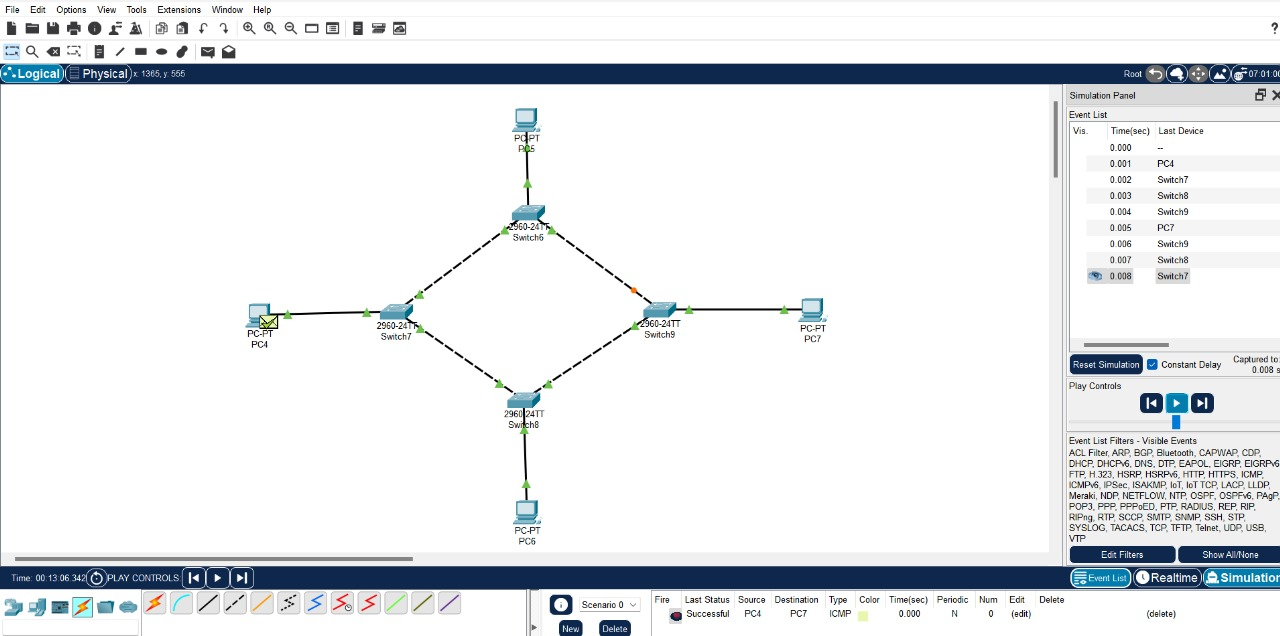 File Edit Options View Tools Extensions Window Help
?
Logical Physical x: 1365, y: 555 Root 07:01:00
Simulation Panel
Event List
Vis. Time(sec) Last Device
0.000 --
0.001 PC4
0.002 Switch7
0.003 Switch8
0.004 Switch9
0.005 PC7
0.006 Switch9
0.007 Switch8
0.008 Switch7
Reset Simulation Constant Delay Captured to:
0.008 s
Play Controls
Event List Filters - Visible Events
ACL Filter, ARP, BGP, Bluetooth, CAPWAP, CDP,
DHCP, DHCPv6, DNS, DTP, EAPOL, EIGRP, EIGRPv6
FTP, H.323, HSRP, HSRPv6, HTTP, HTTPS, ICMP,
ICMPv6, IPSec, ISAKMP, IoT, IoT TCP, LACP, LLDP,
Meraki, NDP, NETFLOW, NTP, OSPF, OSPFv6, PAgP,
POP3, PPP, PPPoED, PTP, RADIUS, REP, RIP,
RIPng, RTP, SCCP, SMTP, SNMP, SSH, STP,
SYSLOG, TACACS, TCP, TFTP, Telnet, UDP, USB,
VTP
Edit Filters Show All/None
Event List Realtime Simulation
PC-PT
PC5
2960-24TT
Switch6
PC-PT
PC4
2960-24TT
Switch7
2960-24TT
Switch9
PC-PT
PC7
2960-24TT
Switch8
PC-PT
PC6
Time: 00:13:06.342 PLAY CONTROLS:
Scenario 0
New Delete
Fire Last Status Source Destination Type Color Time(sec) Periodic Num Edit Delete
Successful PC4 PC7 ICMP 0.000 N 0 (edit) (delete)